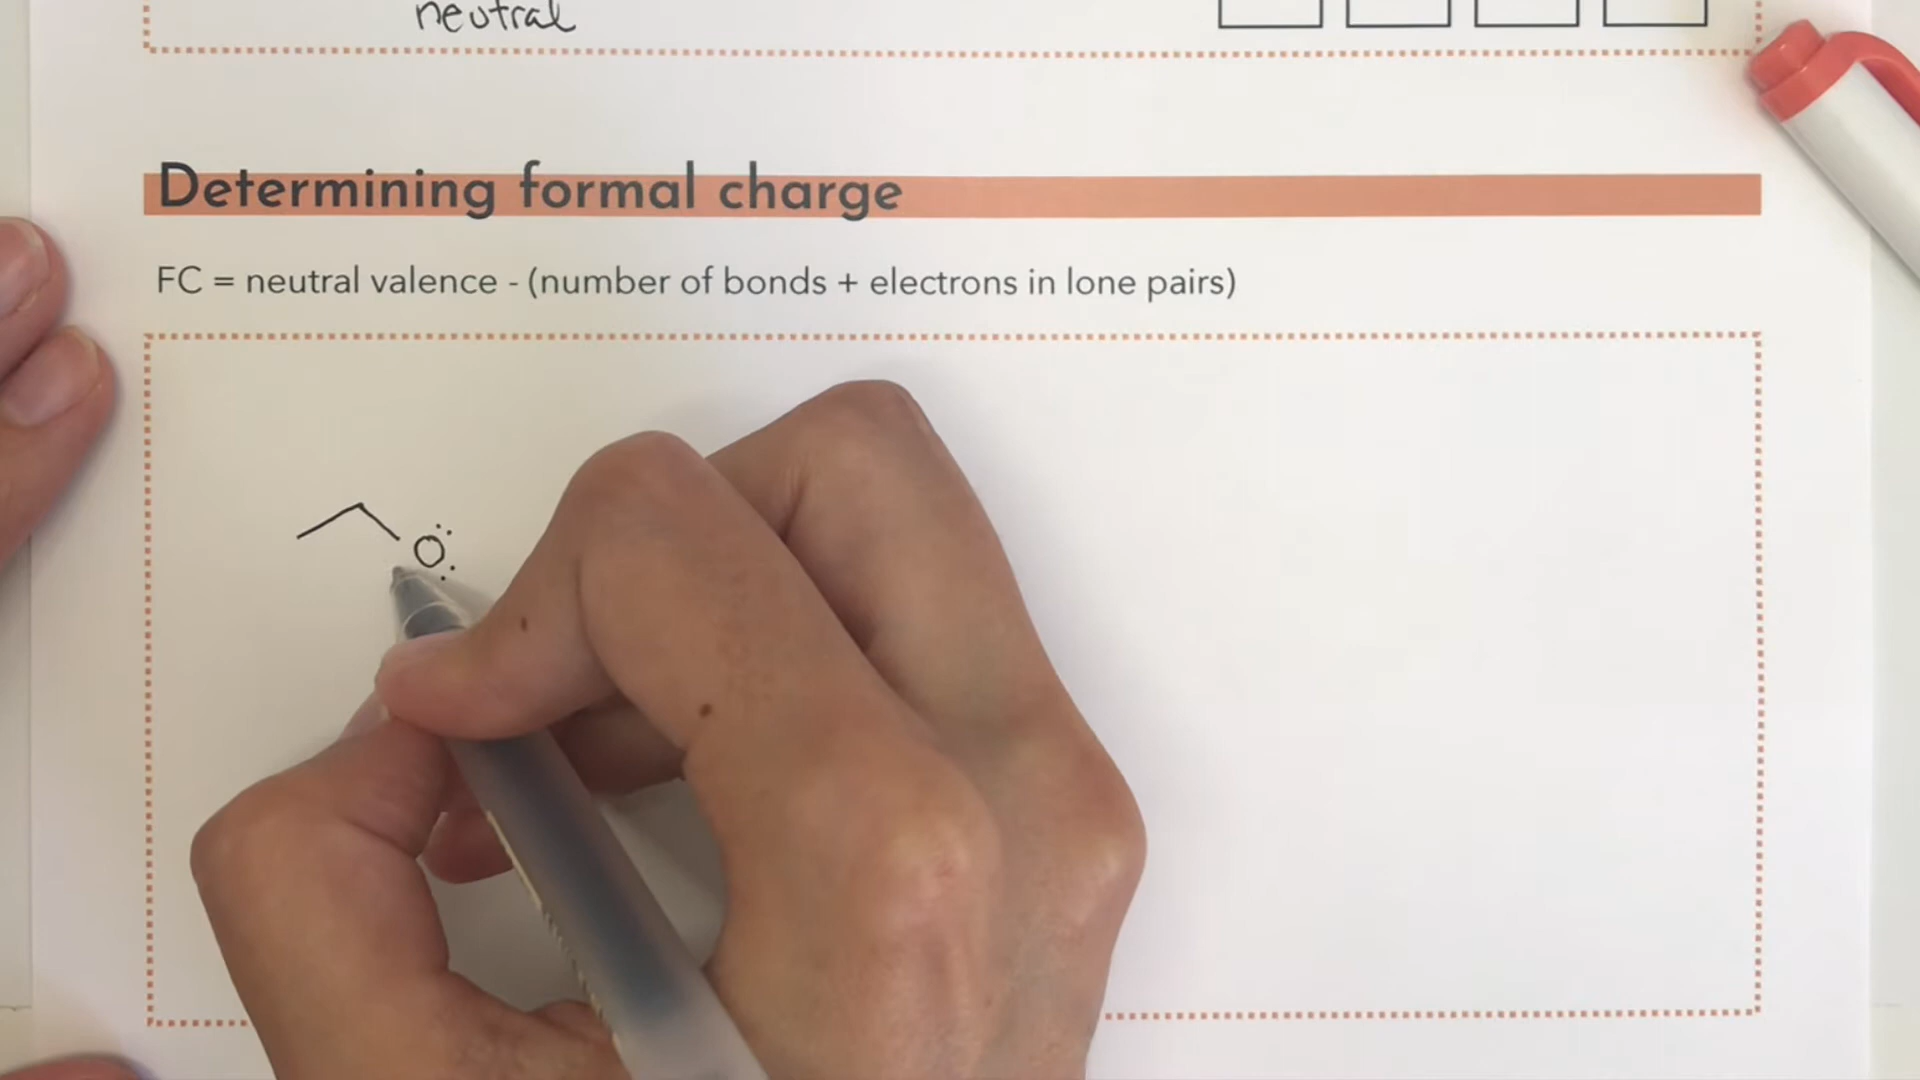 neutral
Determining formal charge
FC = neutral valence - (number of bonds + electrons in lone pairs)
O